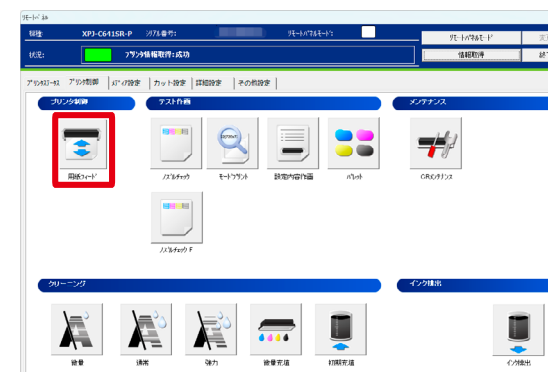 ﾘﾓｰﾄﾊﾟﾈﾙ
機種: XPJ-C641SR-P ｼﾘｱﾙ番号: ﾘﾓｰﾄﾊﾟﾈﾙﾓｰﾄﾞ: ﾘﾓｰﾄﾊﾟﾈﾙﾓｰﾄﾞ
状況: ﾌﾟﾘﾝﾀ情報取得:成功 情報取得 終了
ﾌﾟﾘﾝﾀｽﾃｰﾀｽ ﾌﾟﾘﾝﾀ制御 ﾒﾃﾞｨｱ設定 カット設定 詳細設定 その他設定
プリンタ制御 テスト作画 メンテナンス
用紙ﾌｨｰﾄﾞ ﾉｽﾞﾙﾁｪｯｸ ﾓｰﾄﾞﾌﾟﾘﾝﾄ 設定内容作画 ﾊﾟﾚｯﾄ CRﾒﾝﾃﾅﾝｽ
ﾉｽﾞﾙﾁｪｯｸ F
クリーニング インク排出
微量 通常 強力 微量充填 初期充填 ｲﾝｸ排出